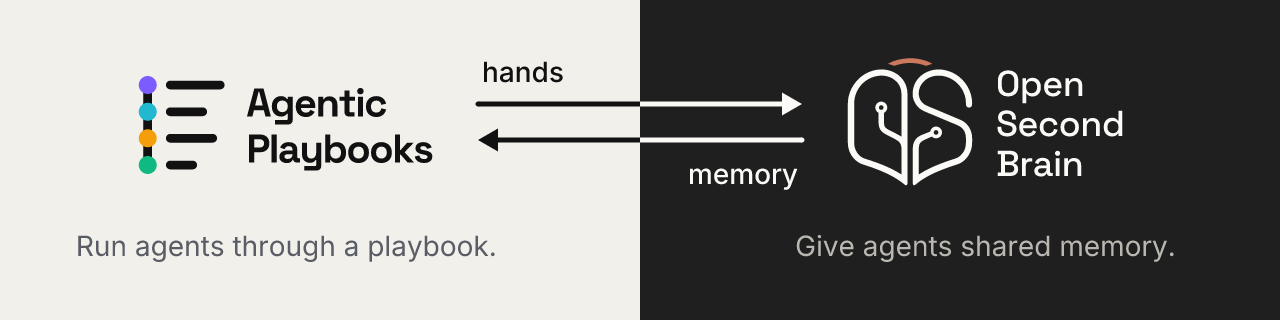 Agentic
Playbooks
hands
memory
Open
Second
Brain
Run agents through a playbook.
Give agents shared memory.